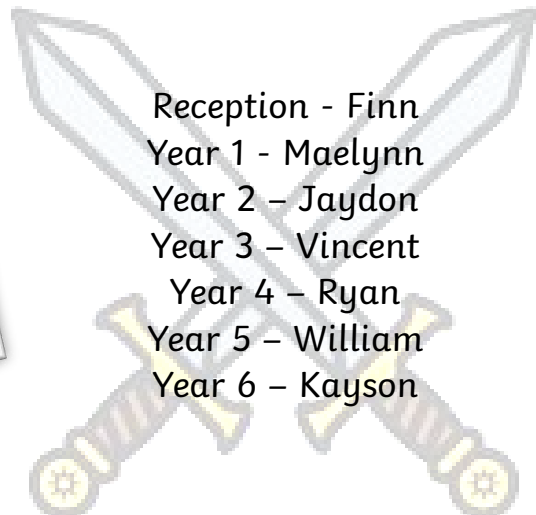 Reception - Finn
Year 1 - Maelynn
Year 2 – Jaydon
Year 3 – Vincent
Year 4 – Ryan
Year 5 – William
Year 6 – Kayson